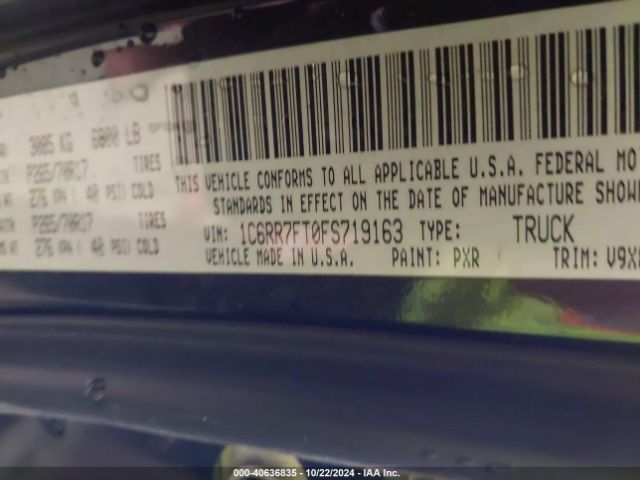 3085 KG 6800 LB
P265/70R17 TIRES
276 KPA ( 40 PSI) COLD
P265/70R17 TIRES
276 KPA ( 40 PSI) COLD
THIS VEHICLE CONFORMS TO ALL APPLICABLE U.S.A. FEDERAL MO
STANDARDS IN EFFECT ON THE DATE OF MANUFACTURE SHOW
VIN: 1C6RR7FT0FS719163 TYPE: TRUCK
VEHICLE MADE IN U.S.A. PAINT: PXR TRIM: V9X
000-40636835 - 10/22/2024 - IAA Inc.